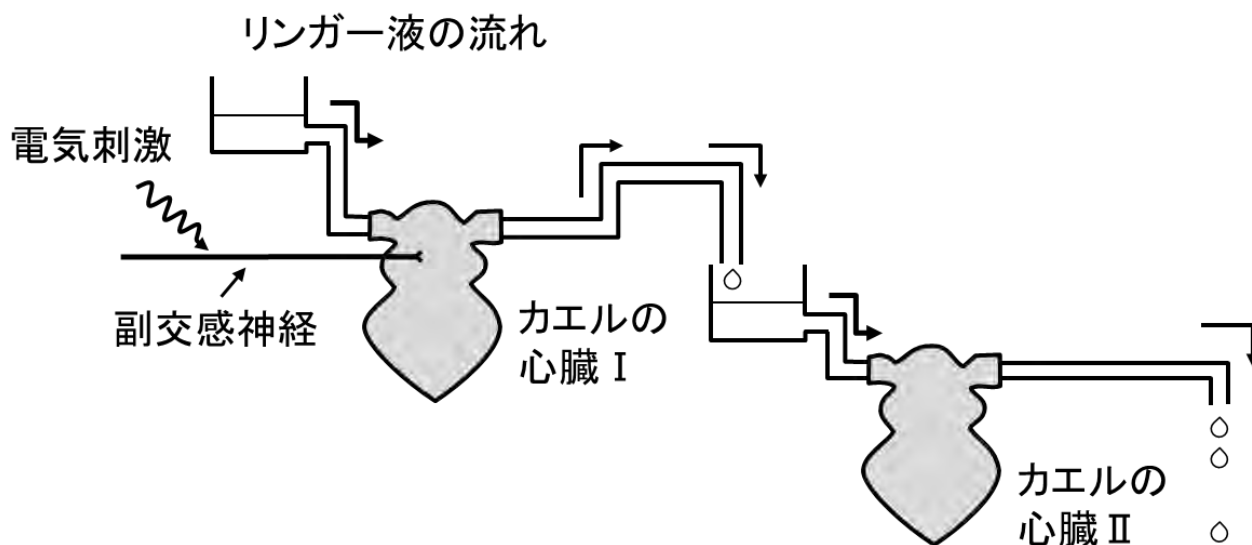 リンガー液の流れ
電気刺激
副交感神経
カエルの
心臓Ⅰ
カエルの
心臓Ⅱ